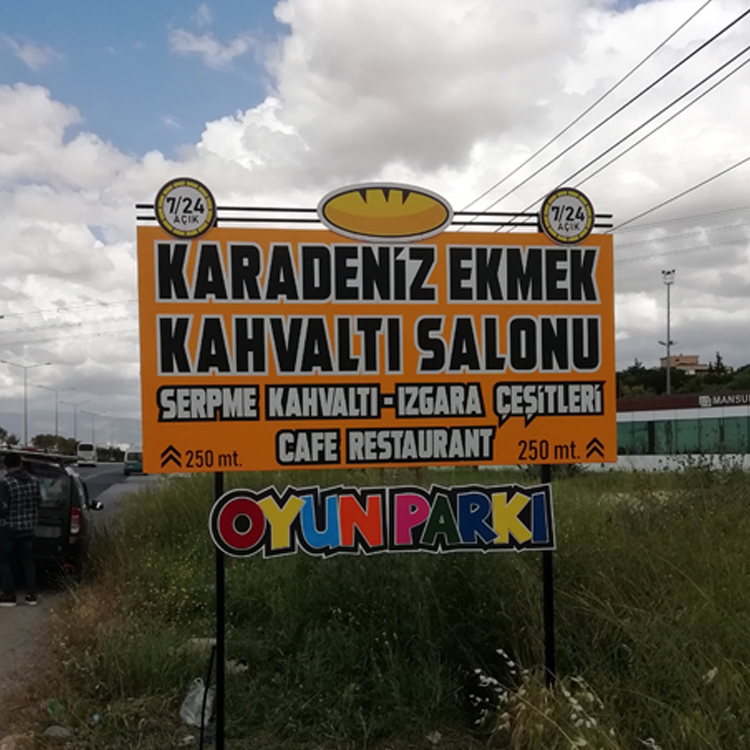 7/24 AÇIK
7/24 AÇIK
KARADENİZ EKMEK
KAHVALTI SALONU
SERPME KAHVALTI - IZGARA ÇEŞİTLERİ
CAFE RESTAURANT
250 mt.
250 mt.
OYUN PARKI